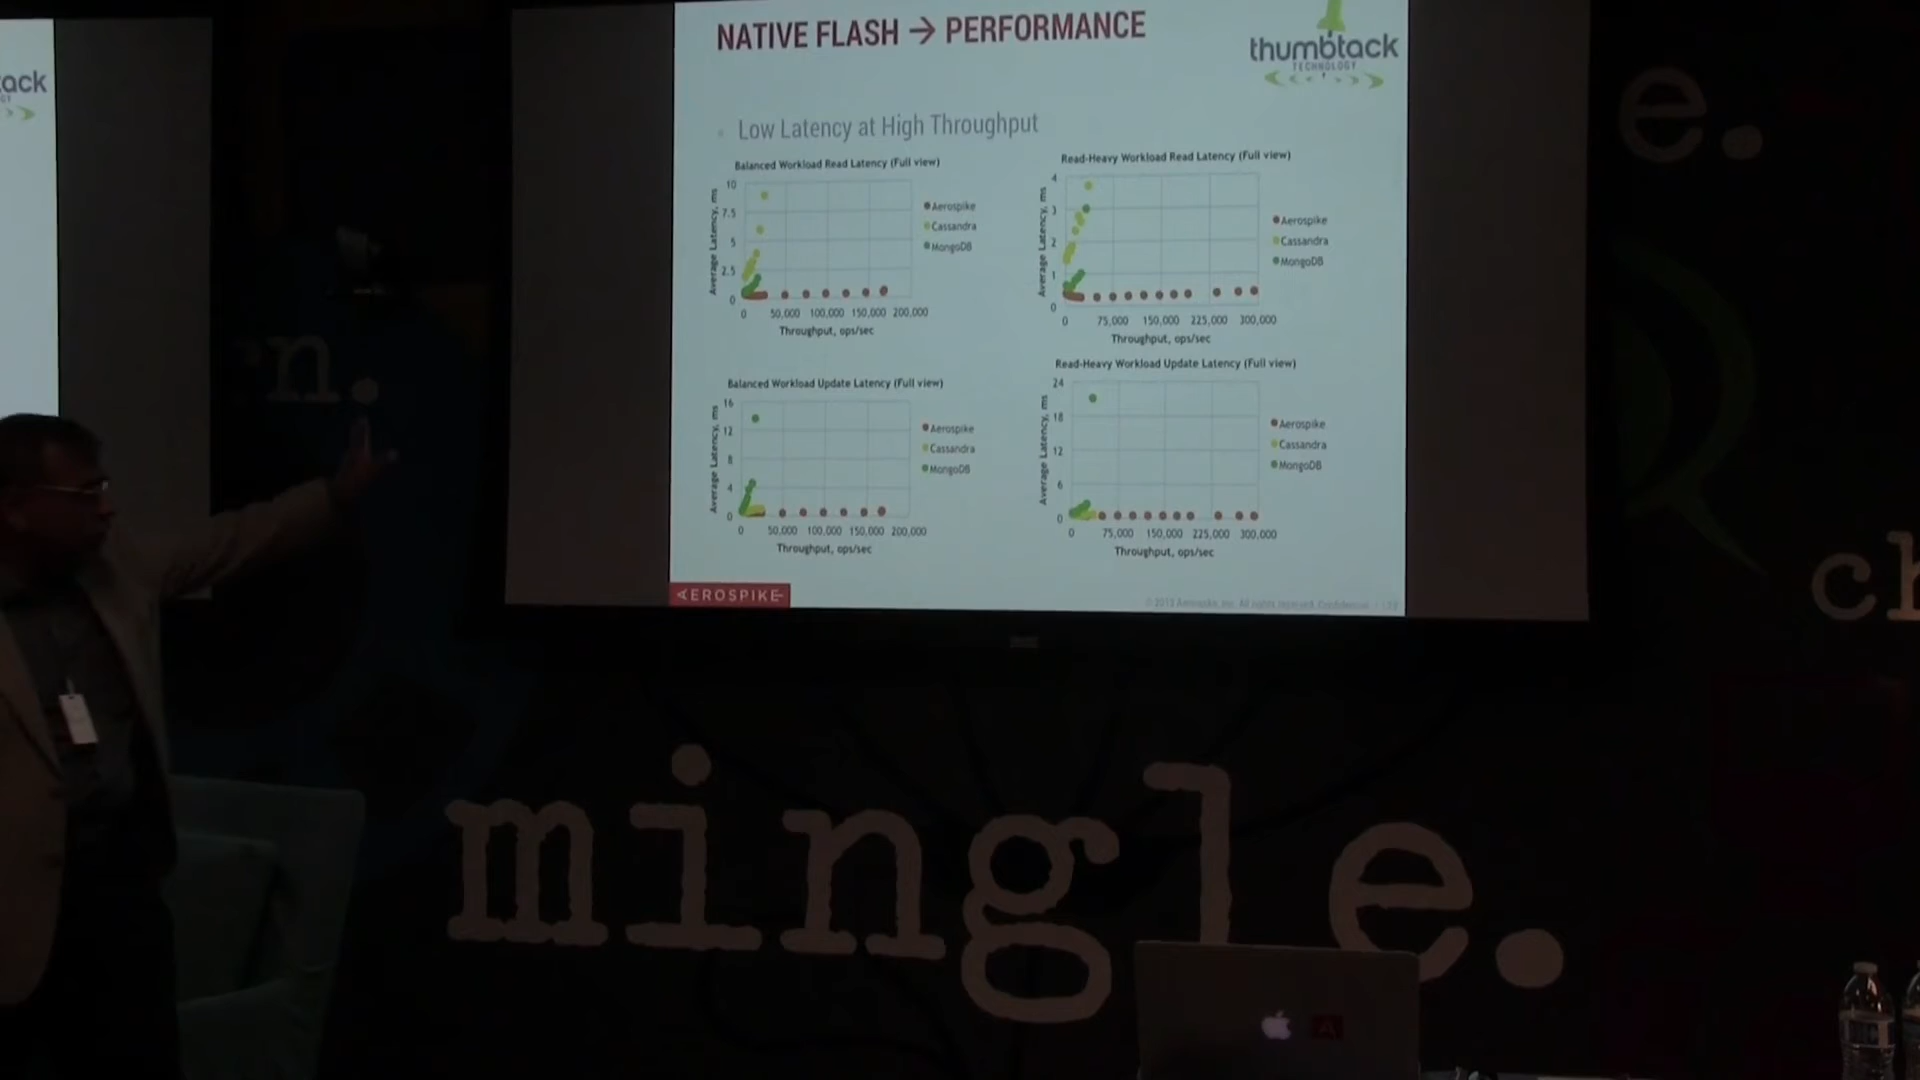 ack
NATIVE FLASH → PERFORMANCE
thumbtack
TECHNOLOGY
Low Latency at High Throughput
Balanced Workload Read Latency (Full view)
Average Latency, ms
10
7.5
5
2.5
0
0 50,000 100,000 150,000 200,000
Throughput, ops/sec
Aerospike
Cassandra
MongoDB
Read-Heavy Workload Read Latency (Full view)
Average Latency, ms
4
3
2
1
0
0 75,000 150,000 225,000 300,000
Throughput, ops/sec
Aerospike
Cassandra
MongoDB
Balanced Workload Update Latency (Full view)
Average Latency, ms
16
12
8
4
0
0 50,000 100,000 150,000 200,000
Throughput, ops/sec
Aerospike
Cassandra
MongoDB
Read-Heavy Workload Update Latency (Full view)
Average Latency, ms
24
18
12
6
0
0 75,000 150,000 225,000 300,000
Throughput, ops/sec
Aerospike
Cassandra
MongoDB
AEROSPIKE
Aerospike, Inc. All rights reserved. Confidential
e.
n.
ch
mingle.